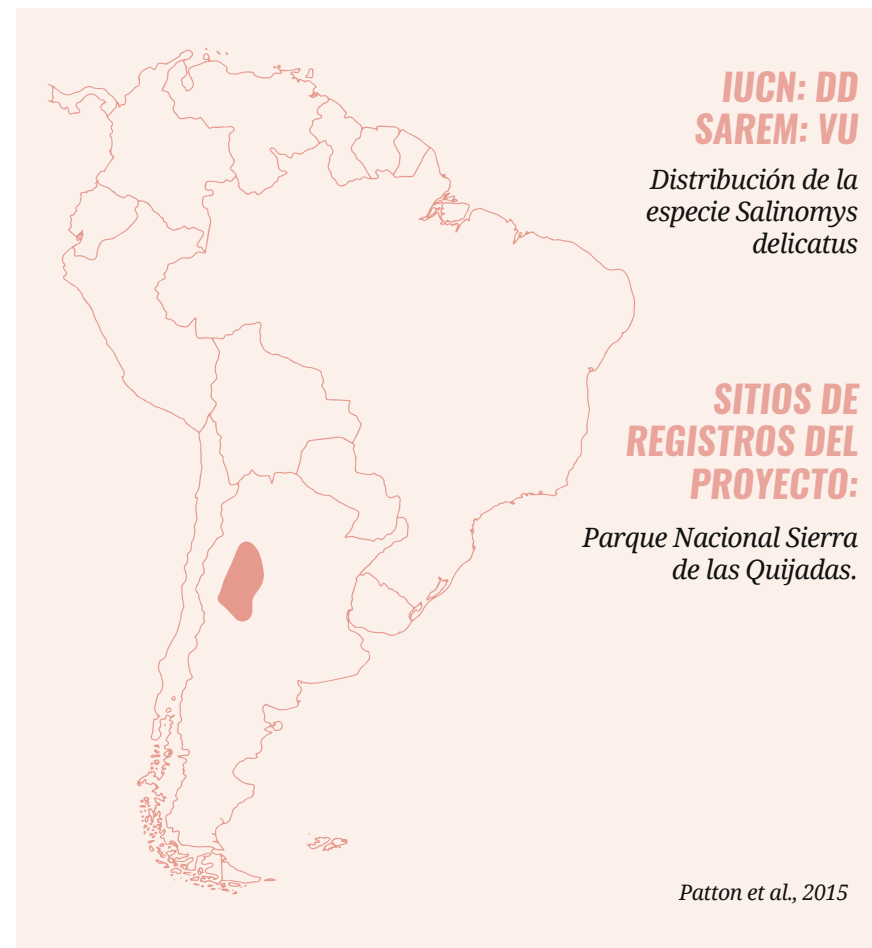 IUCN: DD
SAREM: VU
Distribución de la
especie Salinomys
delicatus
SITIOS DE
REGISTROS DEL
PROYECTO:
Parque Nacional Sierra
de las Quijadas.
Patton et al., 2015